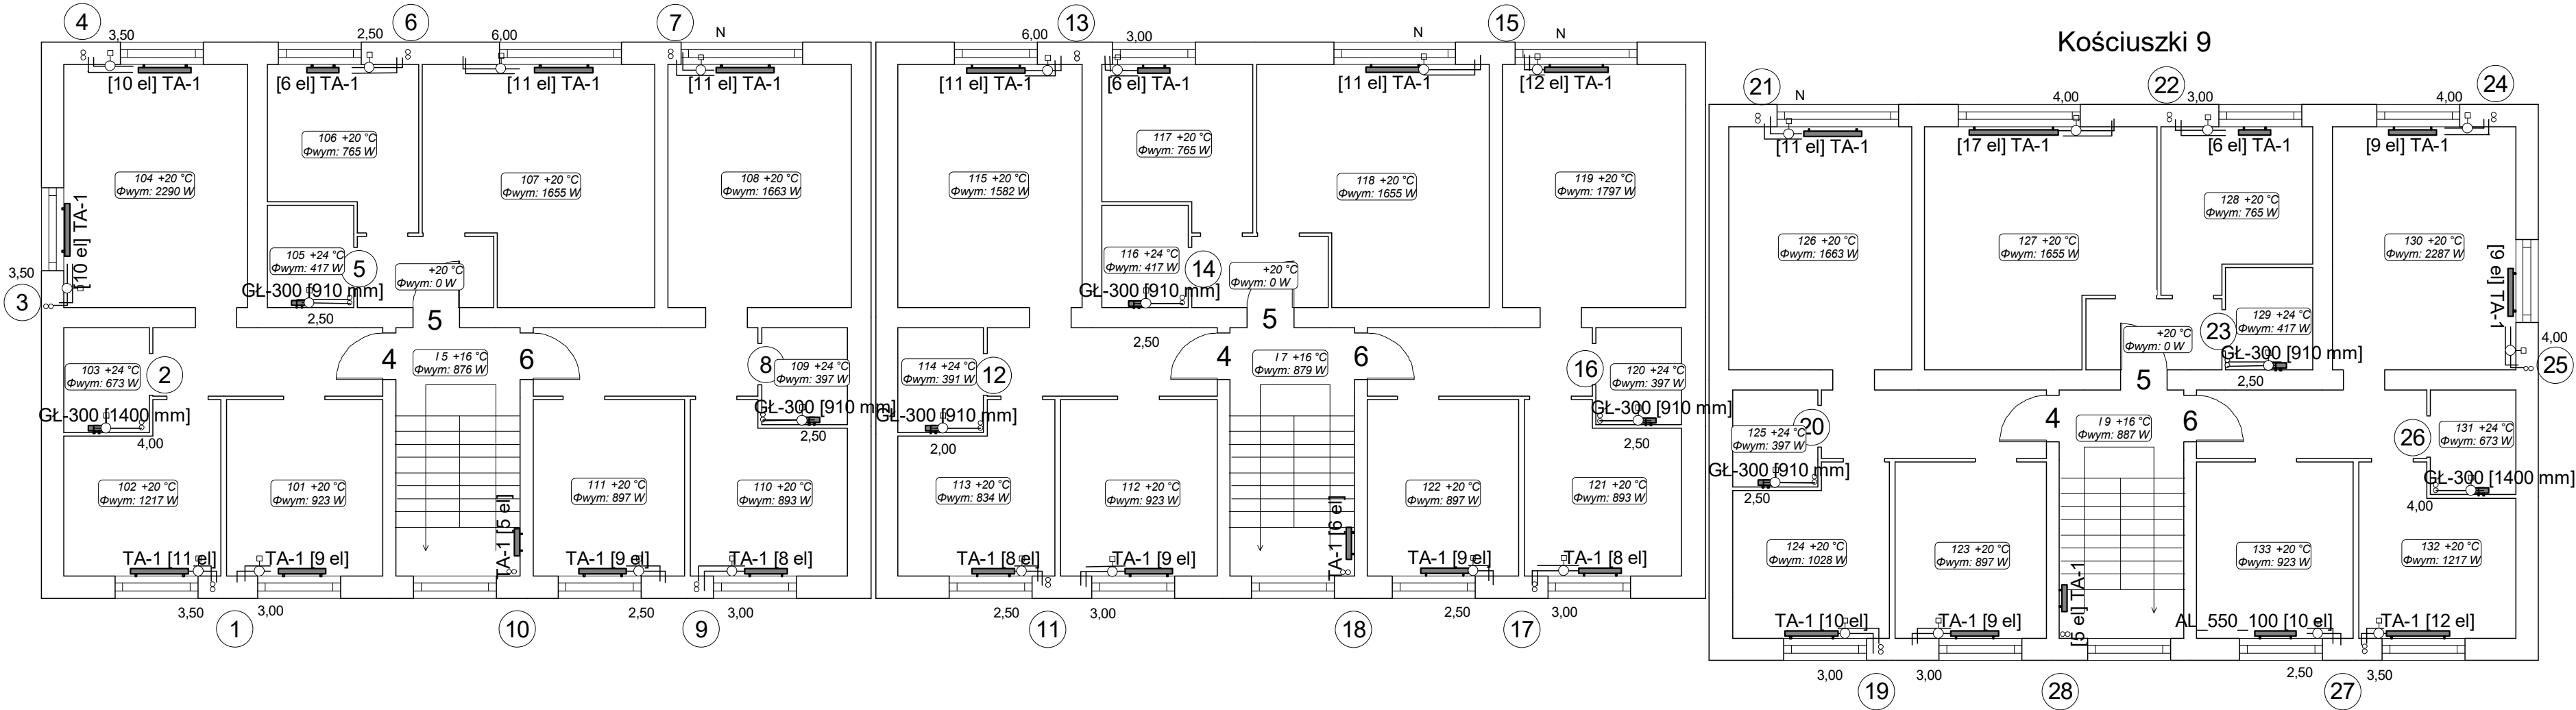 Kościuszki 9
4
3,50
2,50
6
6,00
7
N
[10 el] TA-1
[6 el] TA-1
[11 el] TA-1
[11 el] TA-1
106 +20 °C
Φwym: 765 W
104 +20 °C
Φwym: 2290 W
107 +20 °C
Φwym: 1655 W
108 +20 °C
Φwym: 1663 W
[10 el] TA-1
3,50
3
105 +24 °C
Φwym: 417 W
5
+20 °C
Φwym: 0 W
GŁ-300 [910 mm]
2,50
5
4
I 5 +16 °C
Φwym: 876 W
6
103 +24 °C
Φwym: 673 W
2
8
109 +24 °C
Φwym: 397 W
GŁ-300 [1400 mm]
4,00
GŁ-300 [910 mm]
2,50
102 +20 °C
Φwym: 1217 W
101 +20 °C
Φwym: 923 W
111 +20 °C
Φwym: 897 W
110 +20 °C
Φwym: 893 W
TA-1 [5 el]
TA-1 [11 el]
TA-1 [9 el]
TA-1 [9 el]
TA-1 [8 el]
3,50
1
3,00
10
2,50
9
3,00
6,00
13
3,00
N
15
N
[11 el] TA-1
[6 el] TA-1
[11 el] TA-1
[12 el] TA-1
117 +20 °C
Φwym: 765 W
115 +20 °C
Φwym: 1582 W
118 +20 °C
Φwym: 1655 W
119 +20 °C
Φwym: 1797 W
116 +24 °C
Φwym: 417 W
14
+20 °C
Φwym: 0 W
GŁ-300 [910 mm]
2,50
5
4
I 7 +16 °C
Φwym: 879 W
6
114 +24 °C
Φwym: 391 W
12
16
120 +24 °C
Φwym: 397 W
GŁ-300 [910 mm]
2,00
GŁ-300 [910 mm]
2,50
113 +20 °C
Φwym: 834 W
112 +20 °C
Φwym: 923 W
122 +20 °C
Φwym: 897 W
121 +20 °C
Φwym: 893 W
TA-1 [6 el]
TA-1 [8 el]
TA-1 [9 el]
TA-1 [9 el]
TA-1 [8 el]
2,50
11
3,00
18
2,50
17
3,00
21
N
4,00
22
3,00
4,00
24
[11 el] TA-1
[17 el] TA-1
[6 el] TA-1
[9 el] TA-1
128 +20 °C
Φwym: 765 W
126 +20 °C
Φwym: 1663 W
127 +20 °C
Φwym: 1655 W
130 +20 °C
Φwym: 2287 W
[9 el] TA-1
4,00
25
+20 °C
Φwym: 0 W
23
129 +24 °C
Φwym: 417 W
GŁ-300 [910 mm]
2,50
5
4
I 9 +16 °C
Φwym: 887 W
6
125 +24 °C
Φwym: 397 W
20
26
131 +24 °C
Φwym: 673 W
GŁ-300 [910 mm]
2,50
GŁ-300 [1400 mm]
4,00
124 +20 °C
Φwym: 1028 W
123 +20 °C
Φwym: 897 W
133 +20 °C
Φwym: 923 W
132 +20 °C
Φwym: 1217 W
[5 el] TA-1
TA-1 [10 el]
TA-1 [9 el]
AL_550_100 [10 el]
TA-1 [12 el]
3,00
19
3,00
28
2,50
27
3,50